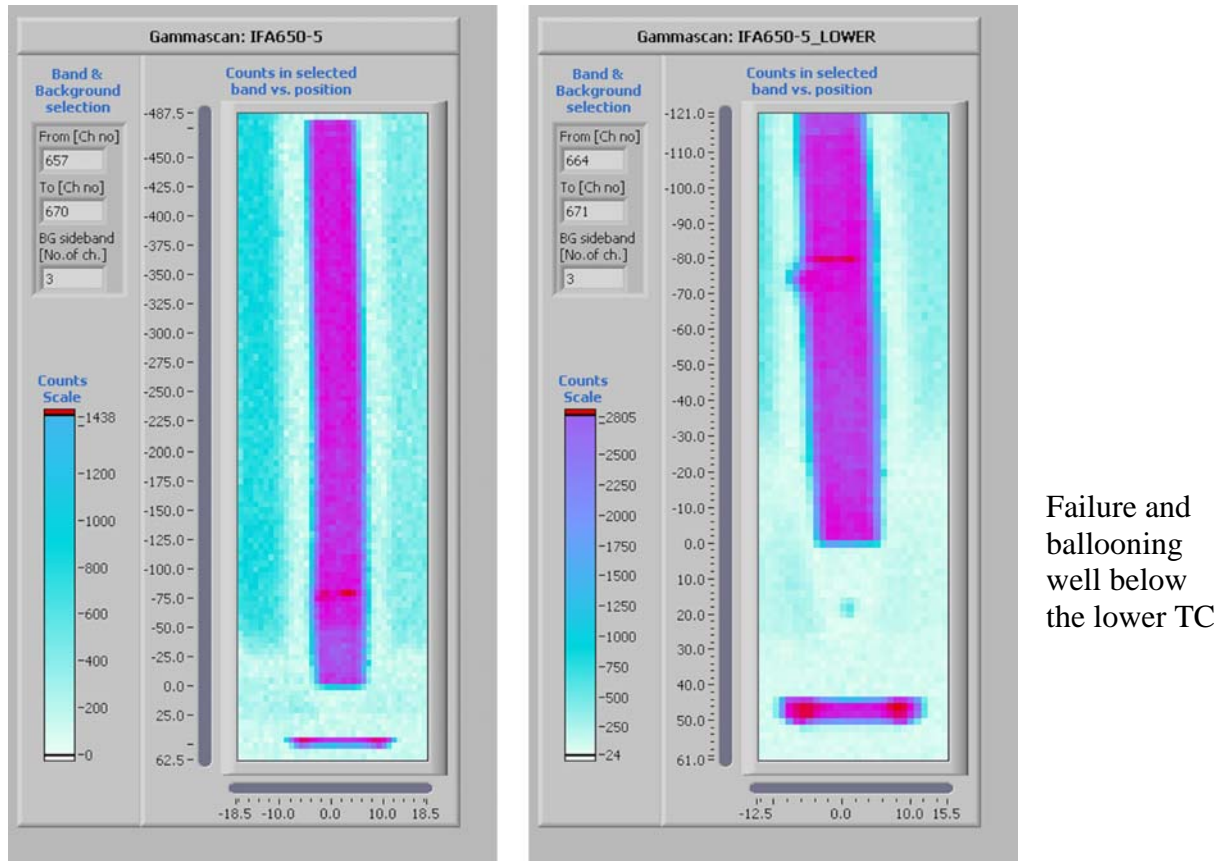 Gammascan: IFA650-5
Band &
Background
selection
From [Ch no]
657
To [Ch no]
670
BG sideband
[No.of ch.]
3
Counts
Scale
1438
1200
1000
800
600
400
200
0
Counts in selected
band vs. position
-487.5
-450.0
-425.0
-400.0
-375.0
-350.0
-325.0
-300.0
-275.0
-250.0
-225.0
-200.0
-175.0
-150.0
-125.0
-100.0
-75.0
-50.0
-25.0
0.0
25.0
62.5
-18.5 -10.0 0.0 10.0 18.5
Gammascan: IFA650-5_LOWER
Band &
Background
selection
From [Ch no]
664
To [Ch no]
671
BG sideband
[No.of ch.]
3
Counts
Scale
2805
2500
2250
2000
1750
1500
1250
1000
750
500
250
24
Counts in selected
band vs. position
-121.0
-110.0
-100.0
-90.0
-80.0
-70.0
-60.0
-50.0
-40.0
-30.0
-20.0
-10.0
0.0
10.0
20.0
30.0
40.0
50.0
61.0
-12.5 0.0 10.0 15.5
Failure and
ballooning
well below
the lower TC